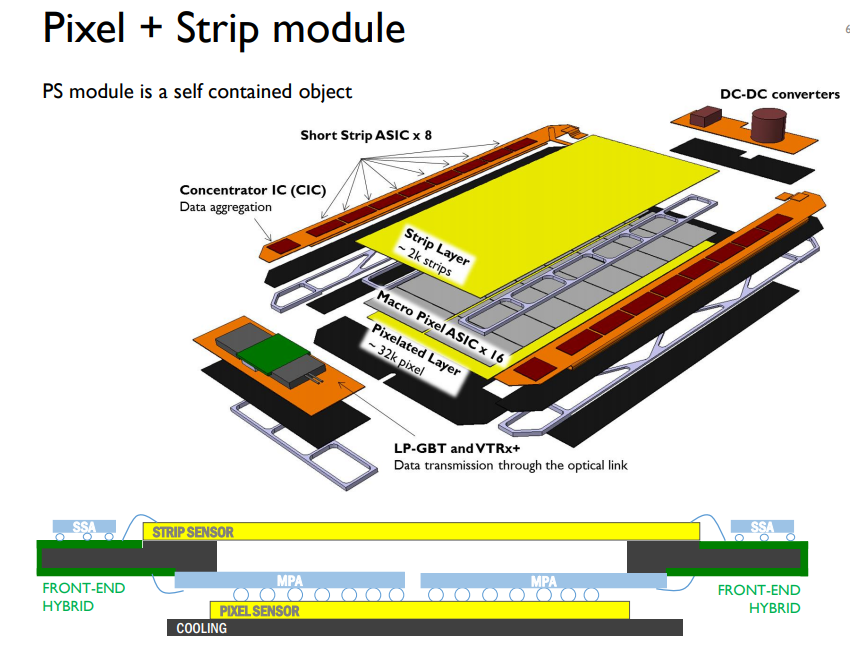 Pixel + Strip module
6
PS module is a self contained object
DC-DC converters
Short Strip ASIC x 8
Concentrator IC (CIC)
Data aggregation
Strip Layer
~ 2k strips
Macro Pixel ASIC x 16
Pixelated Layer
~ 32k pixel
LP-GBT and VTRx+
Data transmission through the optical link
SSA
STRIP SENSOR
SSA
MPA
MPA
FRONT-END
HYBRID
FRONT-END
HYBRID
PIXEL SENSOR
COOLING